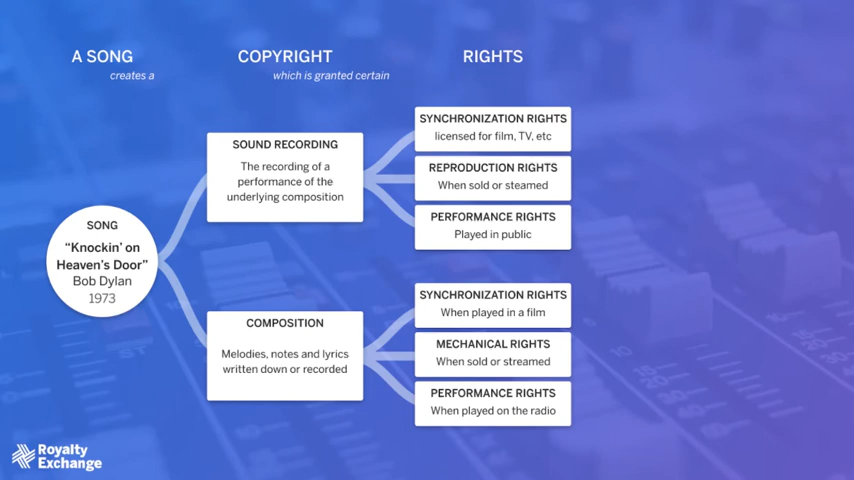 A SONG
creates a
COPYRIGHT
which is granted certain
RIGHTS
SONG
“Knockin’ on
Heaven’s Door”
Bob Dylan
1973
SOUND RECORDING
The recording of a
performance of the
underlying composition
SYNCHRONIZATION RIGHTS
licensed for film, TV, etc
REPRODUCTION RIGHTS
When sold or steamed
PERFORMANCE RIGHTS
Played in public
COMPOSITION
Melodies, notes and lyrics
written down or recorded
SYNCHRONIZATION RIGHTS
When played in a film
MECHANICAL RIGHTS
When sold or streamed
PERFORMANCE RIGHTS
When played on the radio
Royalty
Exchange